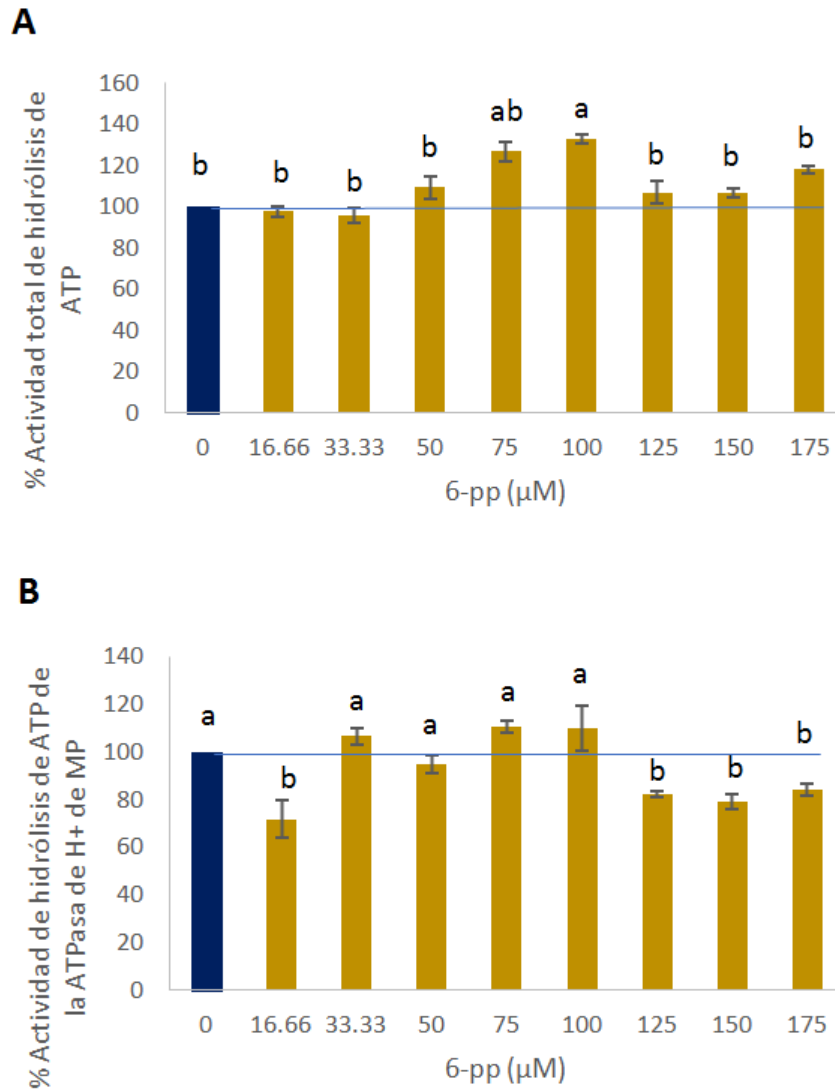 A
% Actividad total de hidrólisis de
ATP
160
140
120
100
80
60
40
20
0
b b b b ab a b b b
0 16.66 33.33 50 75 100 125 150 175
6-pp (µM)
B
% Actividad de hidrólisis de ATP de
la ATPasa de H+ de MP
140
120
100
80
60
40
20
0
a b a a a a b b b
0 16.66 33.33 50 75 100 125 150 175
6-pp (µM)